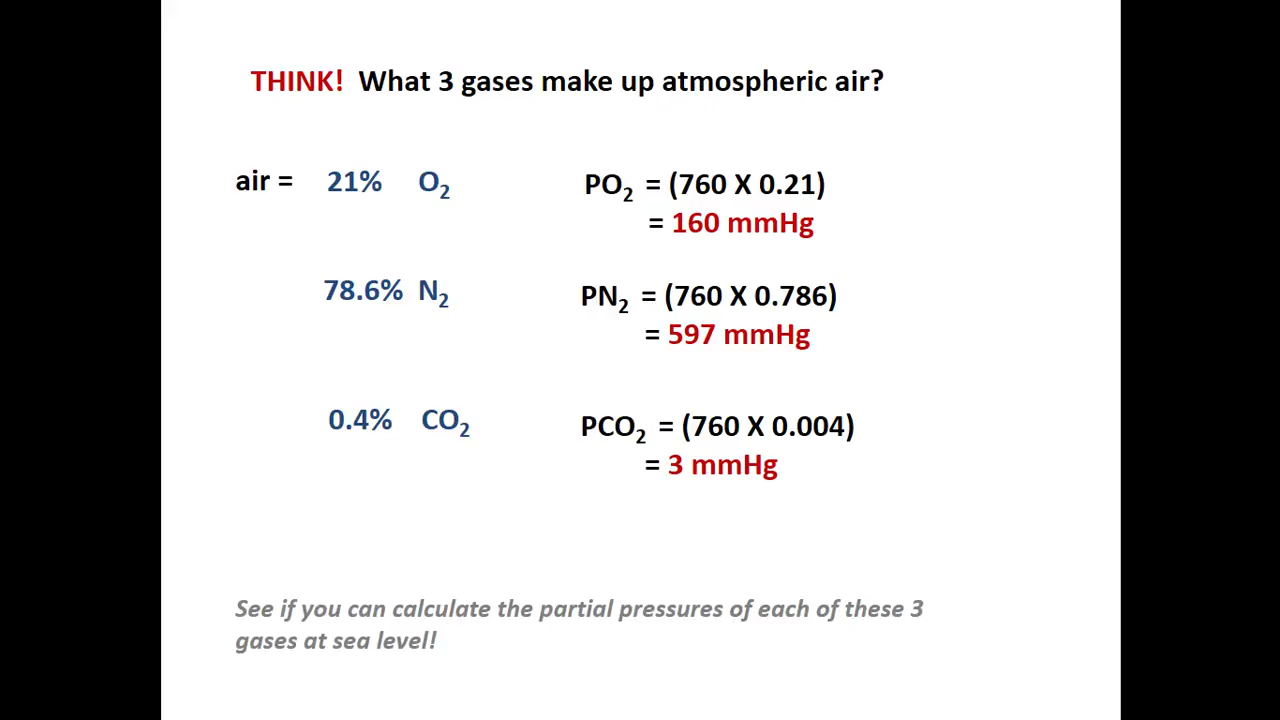 THINK! What 3 gases make up atmospheric air?
air = 21% O₂ PO₂ = (760 X 0.21)
= 160 mmHg
78.6% N₂ PN₂ = (760 X 0.786)
= 597 mmHg
0.4% CO₂ PCO₂ = (760 X 0.004)
= 3 mmHg
See if you can calculate the partial pressures of each of these 3
gases at sea level!